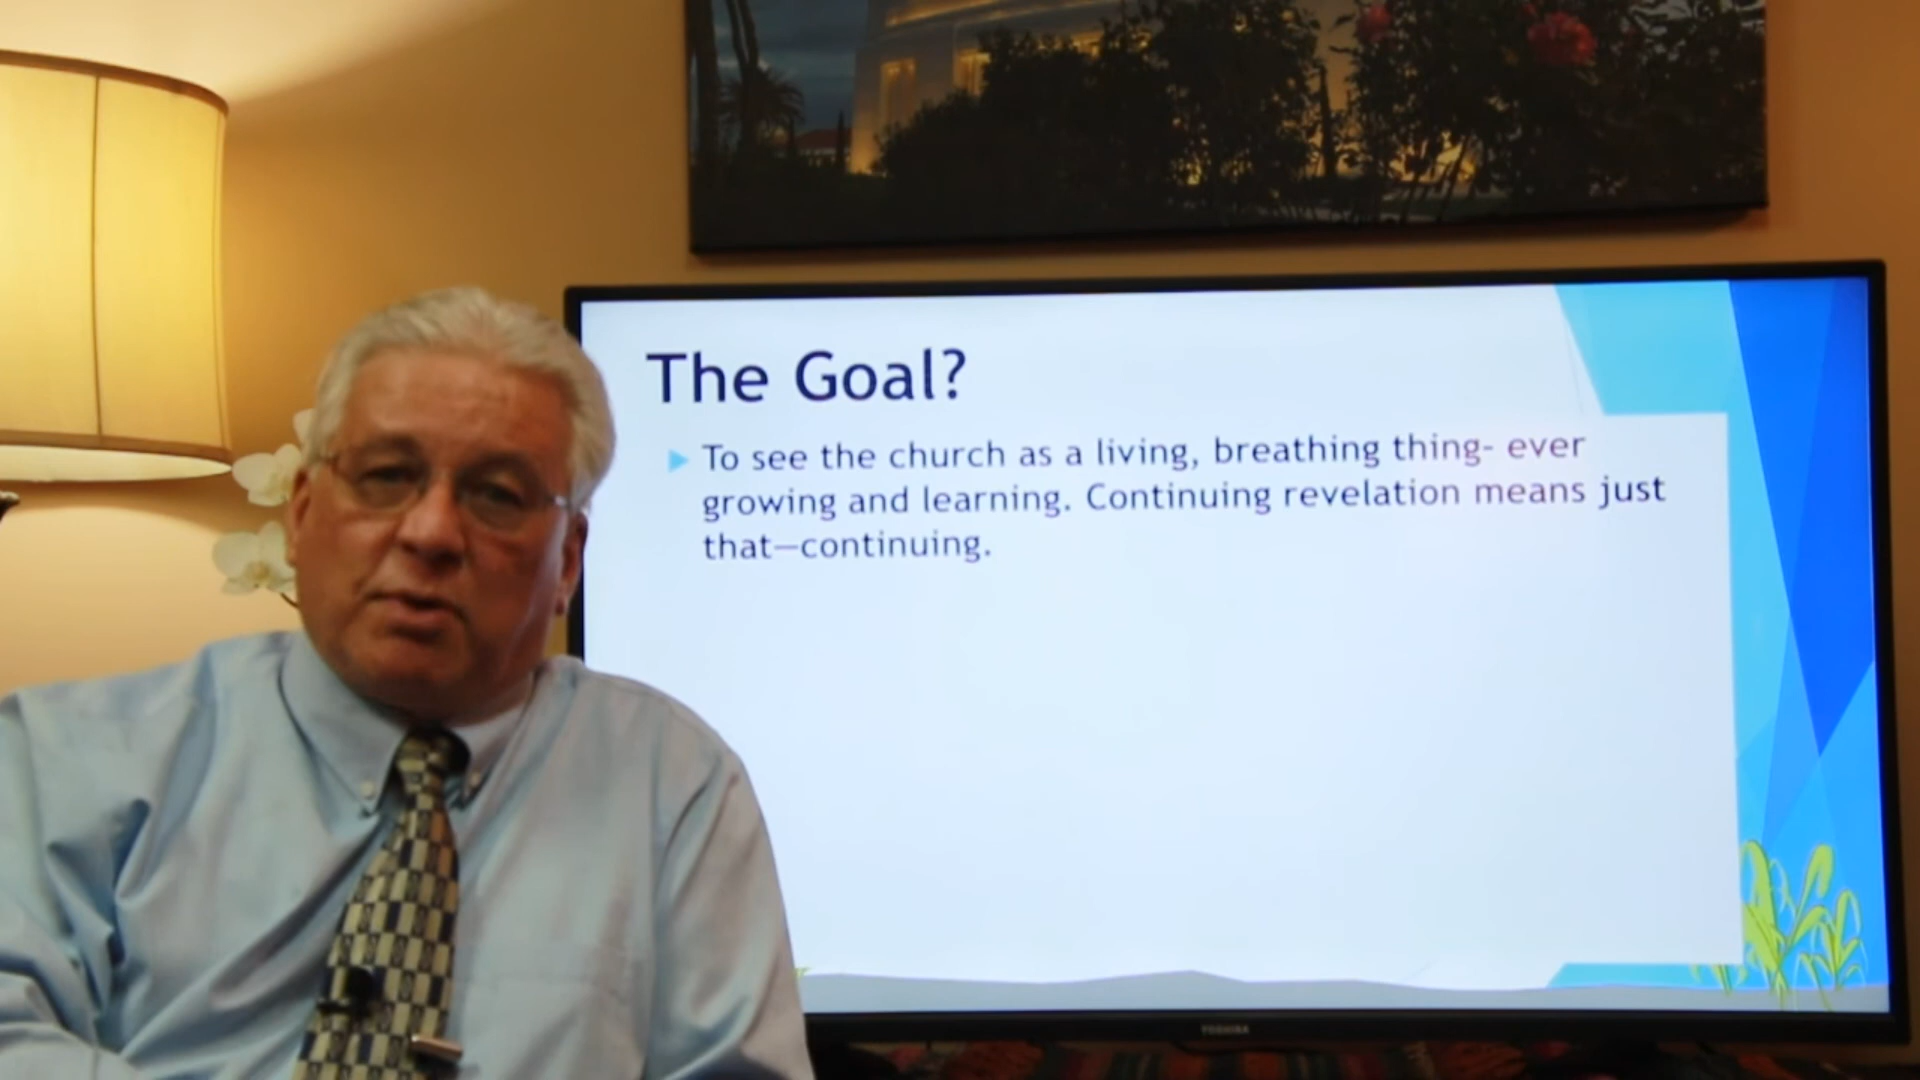 The Goal?
To see the church as a living, breathing thing- ever
growing and learning. Continuing revelation means just
that—continuing.
TOSHIBA